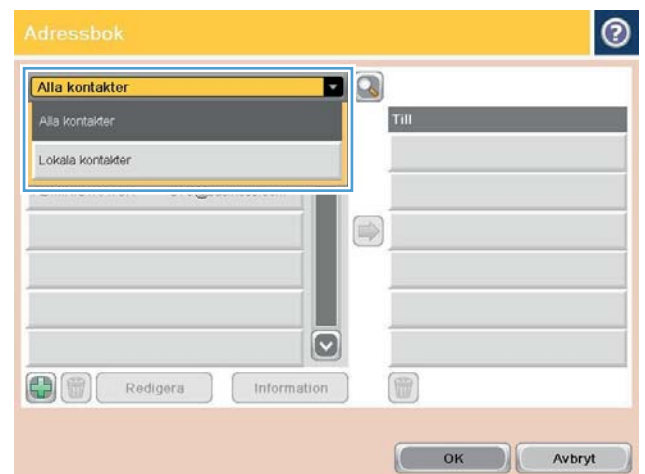 Adressbok
?
Alla kontakter
Alla kontakter
Lokala kontakter
Till
Redigera
Information
OK
Avbryt